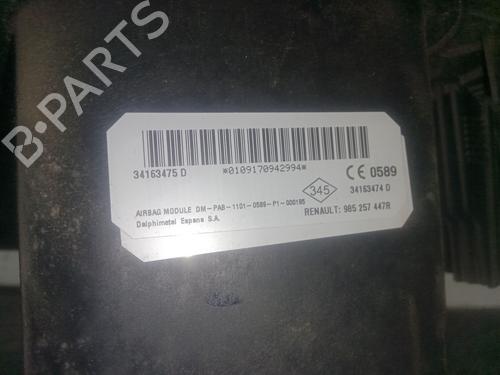 B-PARTS
34163475 D
*0109170942994*
CE 0589
345
34163474 D
AIRBAG MODULE DM-PAB-1101-0589-P1-000185
RENAULT: 985 257 447R
Dalphimetal Espana S.A.